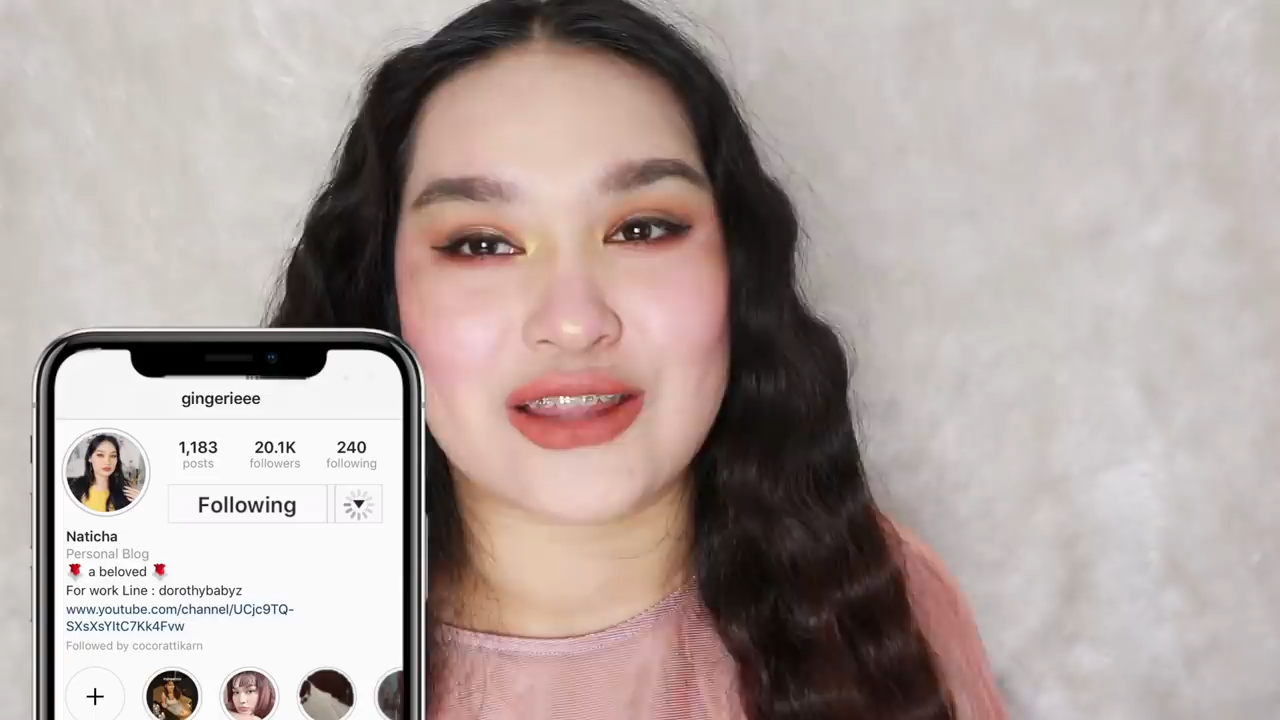 gingerieee
1,183 20.1K 240
posts followers following
Following
Naticha
Personal Blog
🌹 a beloved 🌹
For work Line : dorothybabyz
www.youtube.com/channel/UCjc9TQ-
SXsXsYItC7Kk4Fvw
Followed by cocorattikarn